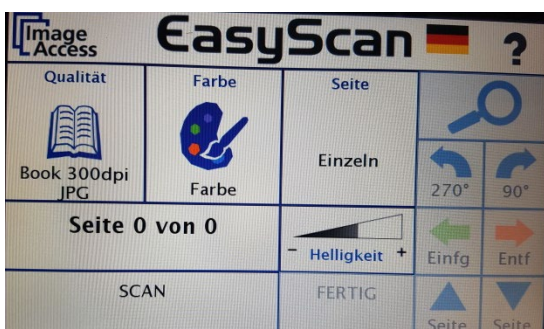 Image Access EasyScan ?
Qualität
Farbe
Seite
Book 300dpi
JPG
Farbe
Einzeln
270°
90°
Seite 0 von 0
- Helligkeit +
Einfg
Entf
SCAN
FERTIG
Seite
Seite